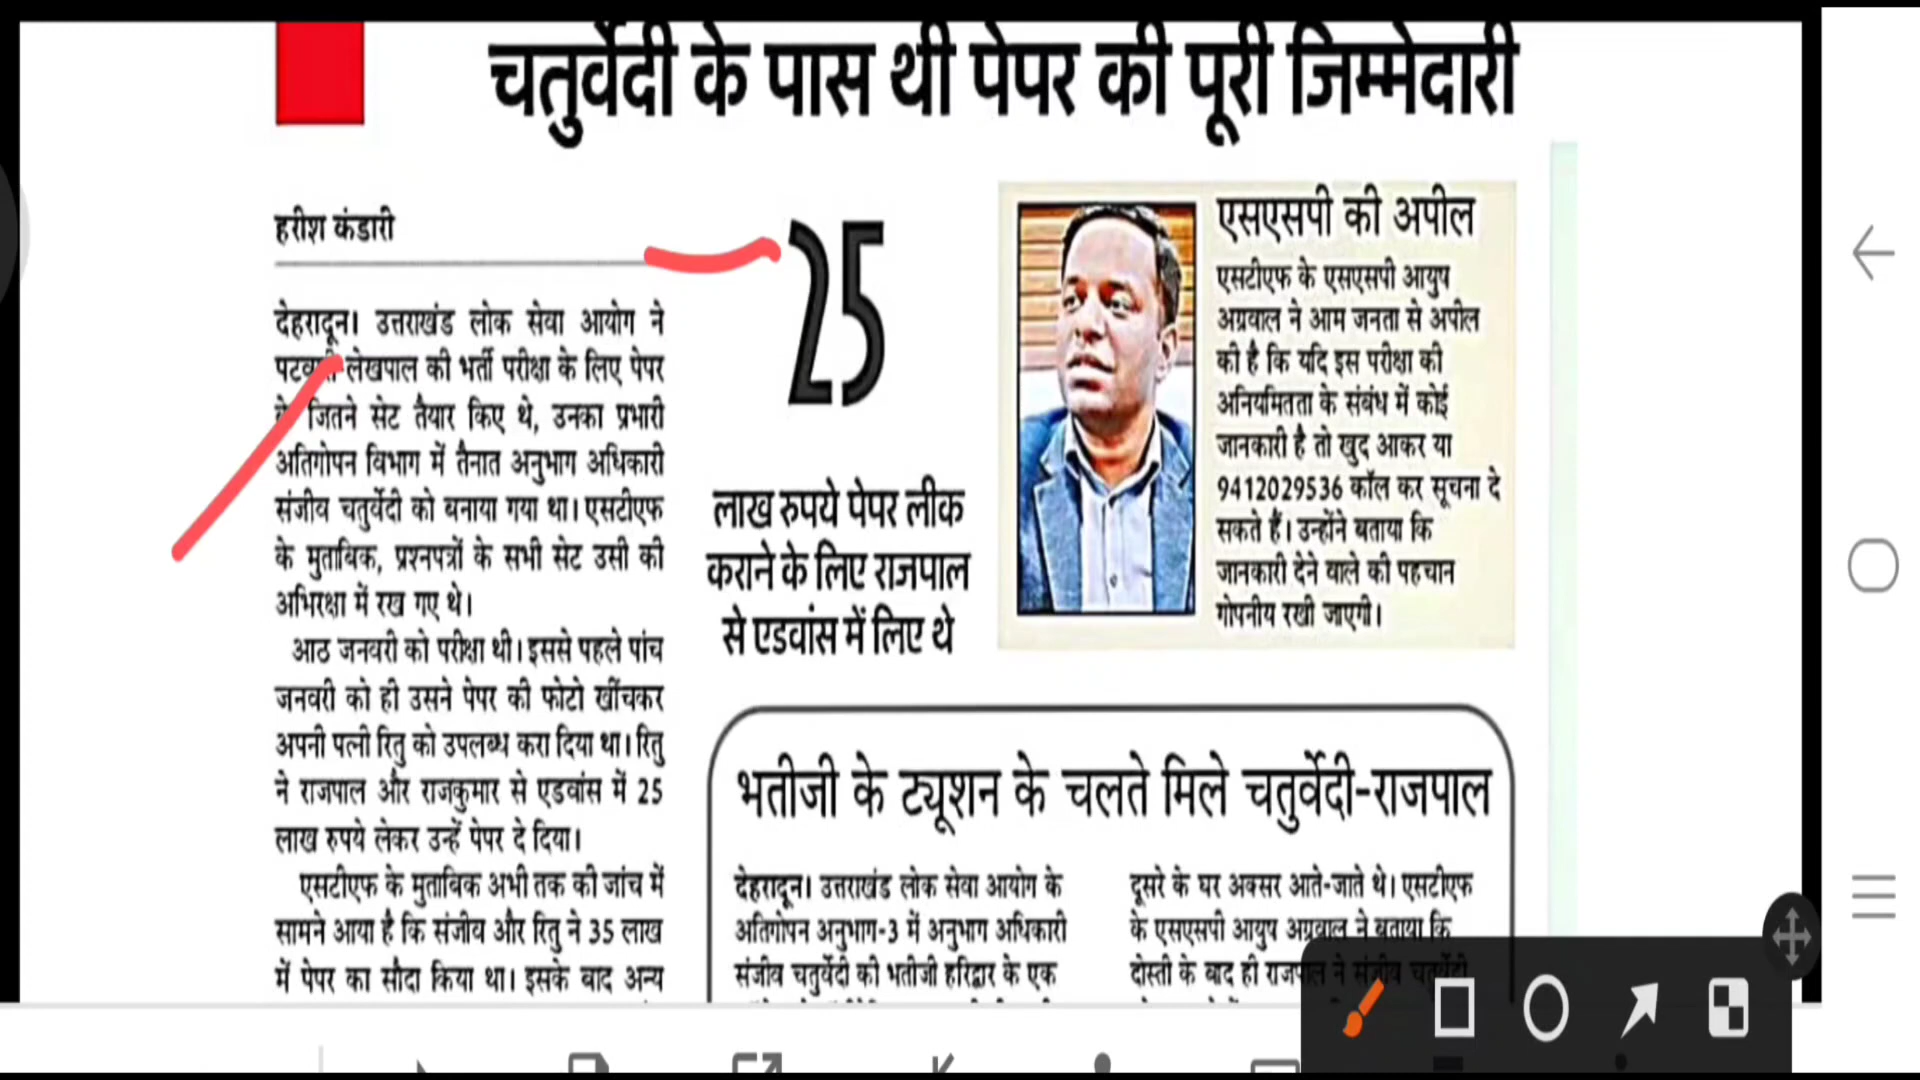 चतुर्वेदी के पास थी पेपर की पूरी जिम्मेदारी
हरीश कंडारी
देहरादून। उत्तराखंड लोक सेवा आयोग ने
पटवारी लेखपाल की भर्ती परीक्षा के लिए पेपर
के जितने सेट तैयार किए थे, उनका प्रभारी
अतिगोपन विभाग में तैनात अनुभाग अधिकारी
संजीव चतुर्वेदी को बनाया गया था। एसटीएफ
के मुताबिक, प्रश्नपत्रों के सभी सेट उसी की
अभिरक्षा में रख गए थे।
आठ जनवरी को परीक्षा थी। इससे पहले पांच
जनवरी को ही उसने पेपर की फोटो खींचकर
अपनी पत्नी रितु को उपलब्ध करा दिया था। रितु
ने राजपाल और राजकुमार से एडवांस में 25
लाख रुपये लेकर उन्हें पेपर दे दिया।
एसटीएफ के मुताबिक अभी तक की जांच में
सामने आया है कि संजीव और रितु ने 35 लाख
में पेपर का सौदा किया था। इसके बाद अन्य
25
लाख रुपये पेपर लीक
कराने के लिए राजपाल
से एडवांस में लिए थे
एसएसपी की अपील
एसटीएफ के एसएसपी आयुष
अग्रवाल ने आम जनता से अपील
की है कि यदि इस परीक्षा की
अनियमितता के संबंध में कोई
जानकारी है तो खुद आकर या
9412029536 कॉल कर सूचना दे
सकते हैं। उन्होंने बताया कि
जानकारी देने वाले की पहचान
गोपनीय रखी जाएगी।
भतीजी के ट्यूशन के चलते मिले चतुर्वेदी-राजपाल
देहरादून। उत्तराखंड लोक सेवा आयोग के
अतिगोपन अनुभाग-3 में अनुभाग अधिकारी
संजीव चतुर्वेदी की भतीजी हरिद्वार के एक
दूसरे के घर अक्सर आते-जाते थे। एसटीएफ
के एसएसपी आयुष अग्रवाल ने बताया कि
दोस्ती के बाद ही राजपाल ने संजीव चतुर्वेदी